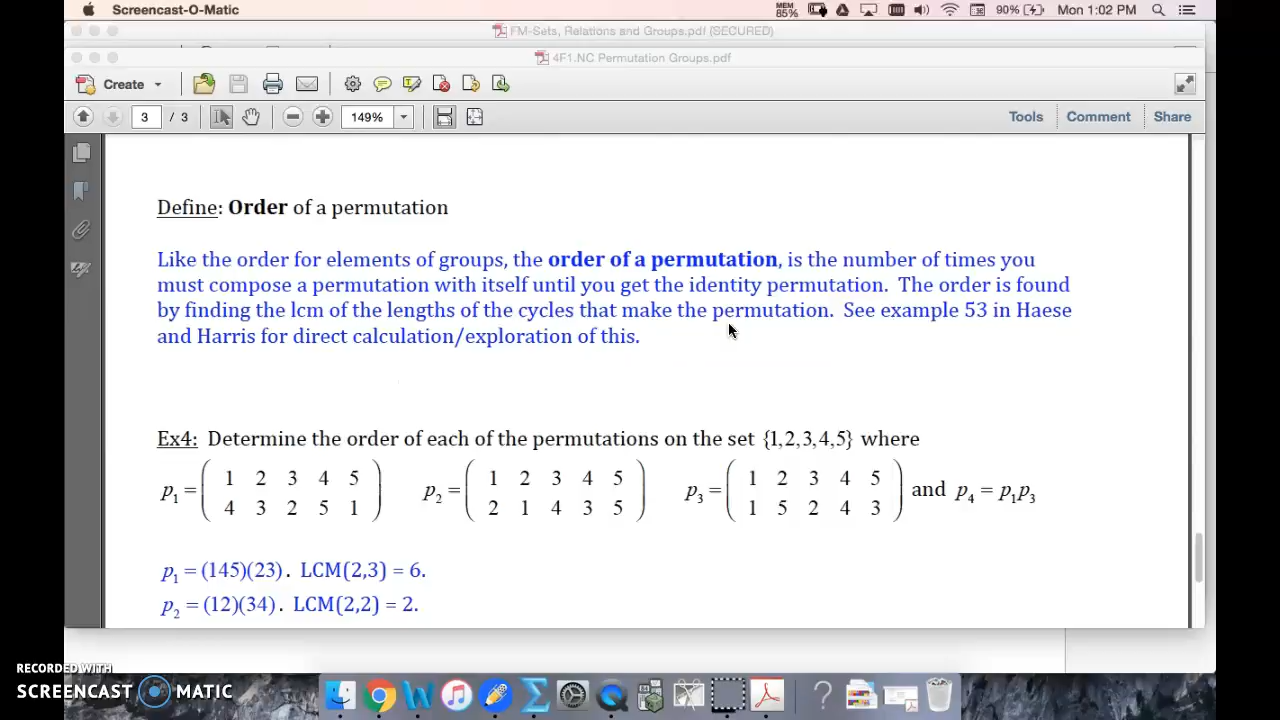 Screencast-O-Matic
MEM 85%
90%
Mon 1:02 PM
FM-Sets, Relations and Groups.pdf (SECURED)
4F1.NC Permutation Groups.pdf
Create
3 / 3
149%
Tools
Comment
Share
Define: Order of a permutation
Like the order for elements of groups, the order of a permutation, is the number of times you
must compose a permutation with itself until you get the identity permutation. The order is found
by finding the lcm of the lengths of the cycles that make the permutation. See example 53 in Haese
and Harris for direct calculation/exploration of this.
Ex4: Determine the order of each of the permutations on the set {1,2,3,4,5} where
p₁ = ( 1 2 3 4 5 ) p₂ = ( 1 2 3 4 5 ) p₃ = ( 1 2 3 4 5 ) and p₄ = p₁p₃
4 3 2 5 1 2 1 4 3 5 1 5 2 4 3
p₁ = (145)(23). LCM(2,3) = 6.
p₂ = (12)(34). LCM(2,2) = 2.
RECORDED WITH
SCREENCAST MATIC